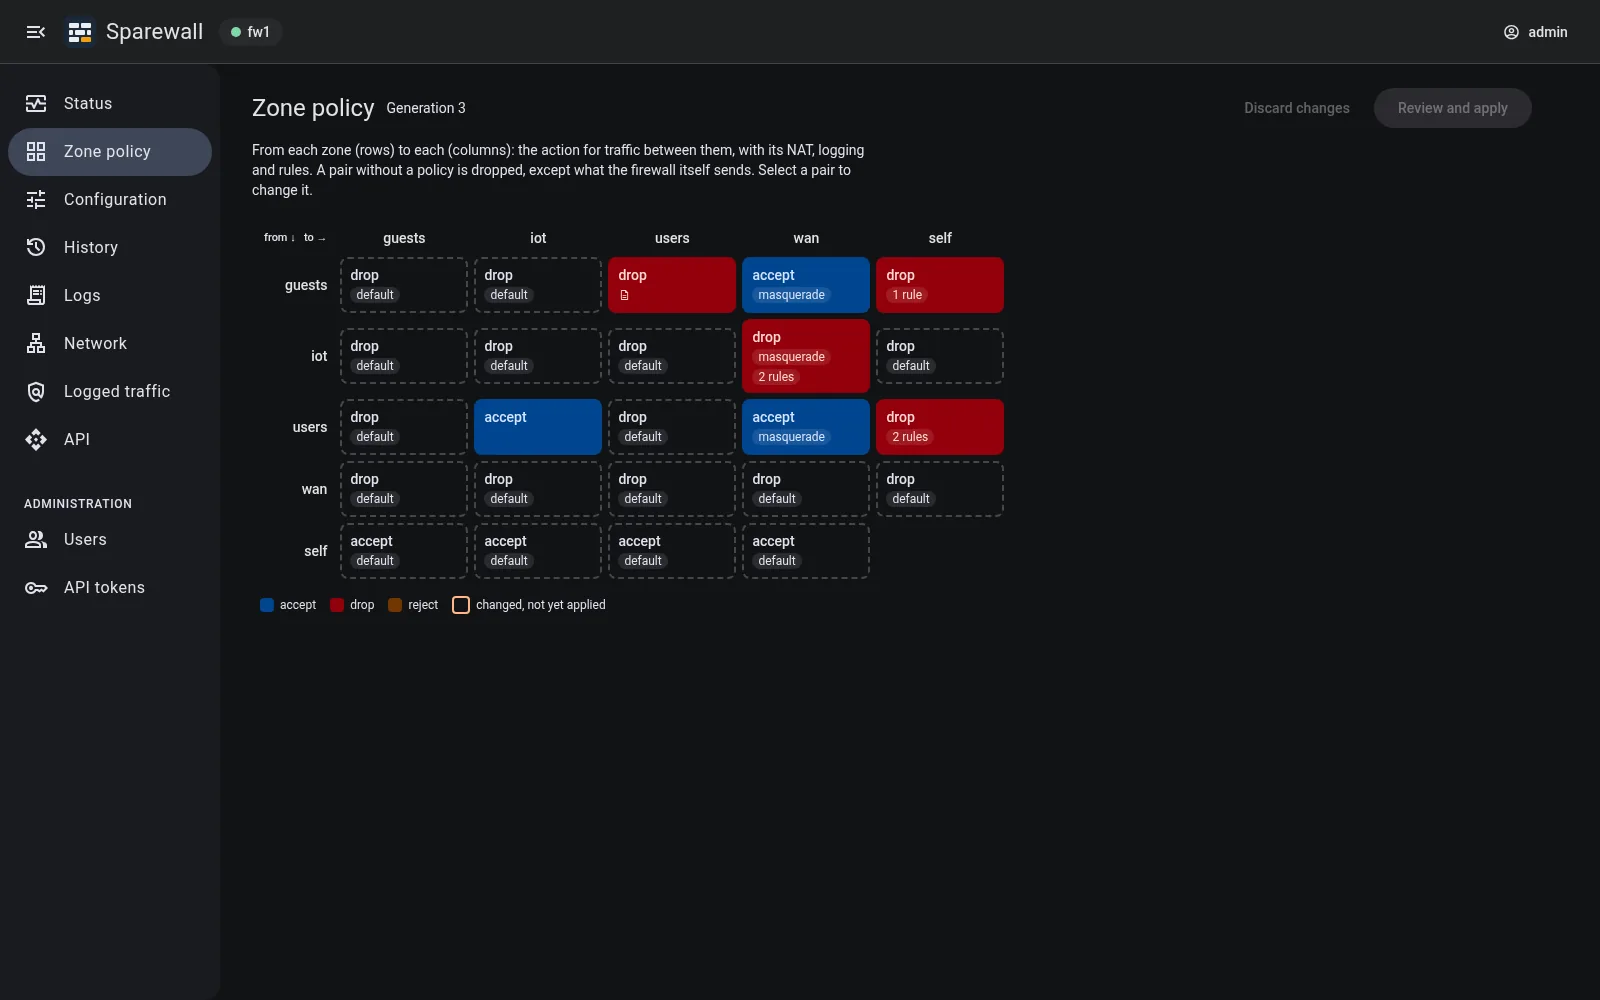 Sparewall
fw1
admin
Status
Zone policy
Configuration
History
Logs
Network
Logged traffic
API
ADMINISTRATION
Users
API tokens
Zone policy Generation 3
Discard changes
Review and apply
From each zone (rows) to each (columns): the action for traffic between them, with its NAT, logging
and rules. A pair without a policy is dropped, except what the firewall itself sends. Select a pair to
change it.
from ↓ to → guests iot users wan self
guests
drop
default
drop
default
drop
accept
masquerade
drop
1 rule
iot
drop
default
drop
default
drop
default
drop
masquerade
2 rules
drop
default
users
drop
default
accept
drop
default
accept
masquerade
drop
2 rules
wan
drop
default
drop
default
drop
default
drop
default
drop
default
self
accept
default
accept
default
accept
default
accept
default
accept drop reject changed, not yet applied